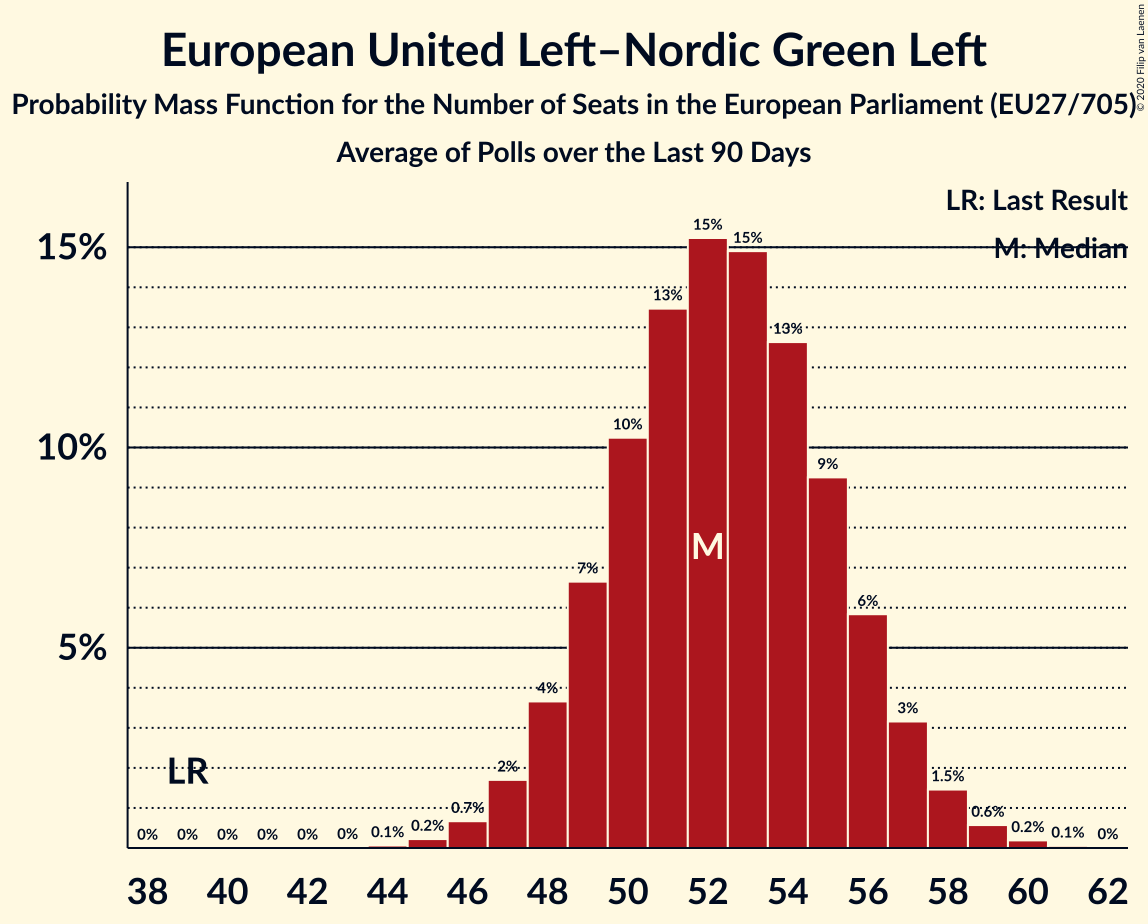 European United Left–Nordic Green Left
Probability Mass Function for the Number of Seats in the European Parliament (EU27/705)
Average of Polls over the Last 90 Days
© 2020 Filip van Laenen
LR: Last Result
M: Median
15%
10%
5%
0% 0% 0% 0% 0% 0% 0.1% 0.2% 0.7% 2% 4% 7% 10% 13% 15% 15% 13% 9% 6% 3% 1.5% 0.6% 0.2% 0.1% 0%
LR
M
38 40 42 44 46 48 50 52 54 56 58 60 62